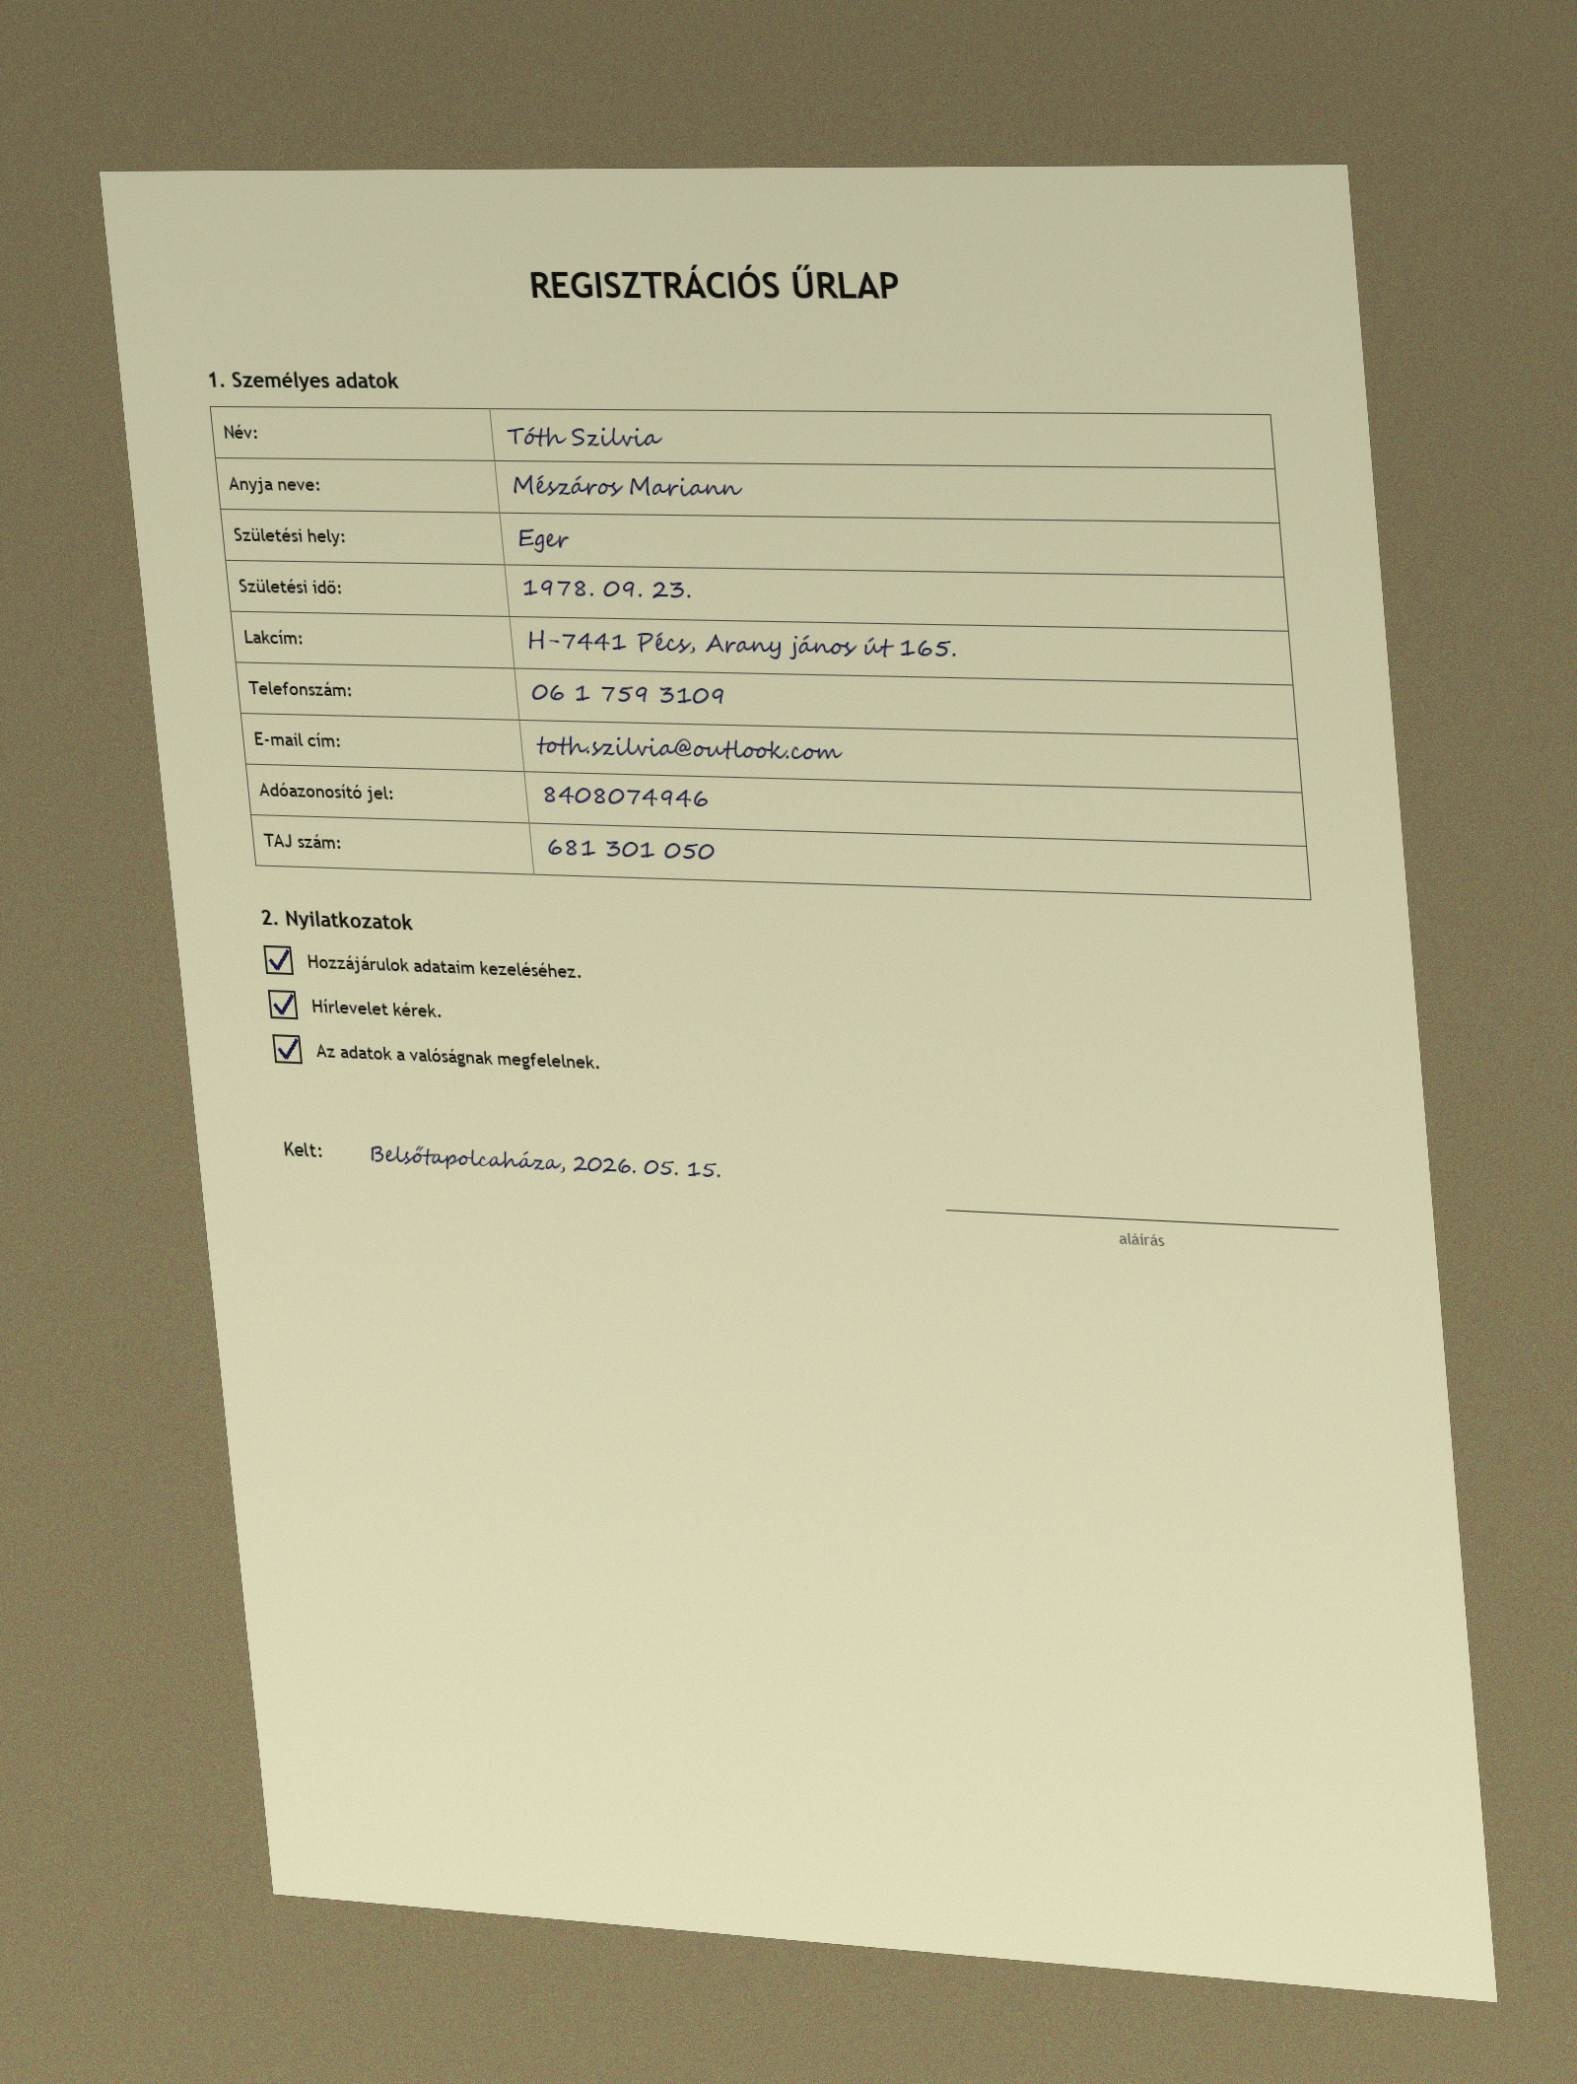 REGISZTRÁCIÓS ŰRLAP
1. Személyes adatok
Név: Tóth Szilvia
Anyja neve: Mészáros Mariann
Születési hely: Eger
Születési idő: 1978. 09. 23.
Lakcím: H-7441 Pécs, Arany jános út 165.
Telefonszám: 06 1 759 3109
E-mail cím: toth.szilvia@outlook.com
Adóazonosító jel: 8408074946
TAJ szám: 681 301 050
2. Nyilatkozatok
Hozzájárulok adataim kezeléséhez.
Hírlevelet kérek.
Az adatok a valóságnak megfelelnek.
Kelt: Belsőtapolcaháza, 2026. 05. 15.
aláírás